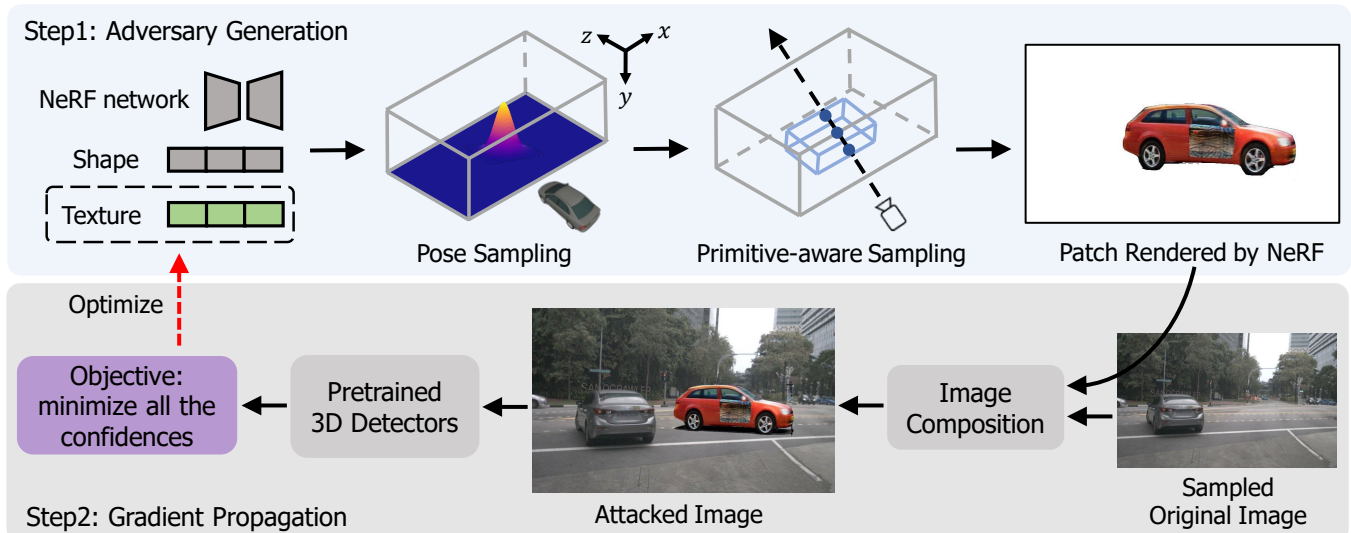 Step1: Adversary Generation
NeRF network
Shape
Texture
z
x
y
Pose Sampling
Primitive-aware Sampling
Patch Rendered by NeRF
Optimize
Objective:
minimize all the
confidences
Pretrained
3D Detectors
SANDCRAWLER
Attacked Image
Image
Composition
Sampled
Original Image
Step2: Gradient Propagation